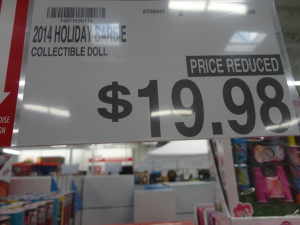 2014 HOLIDAY BARBIE
COLLECTIBLE DOLL
PRICE REDUCED
$19.98